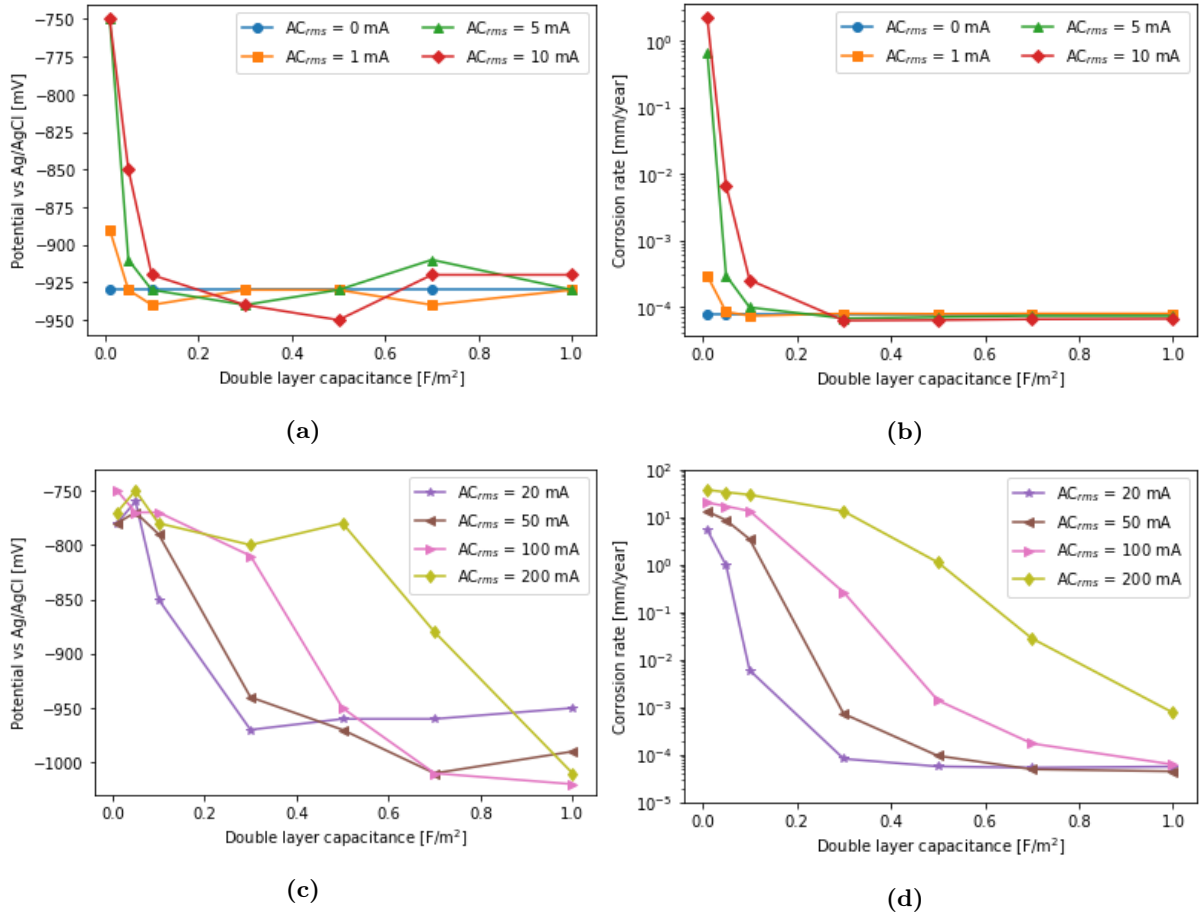 AC_rms = 0 mA
AC_rms = 5 mA
AC_rms = 1 mA
AC_rms = 10 mA
−750
−775
−800
−825
−850
−875
−900
−925
−950
Potential vs Ag/AgCl [mV]
0.0 0.2 0.4 0.6 0.8 1.0
Double layer capacitance [F/m²]
(a)
AC_rms = 0 mA
AC_rms = 5 mA
AC_rms = 1 mA
AC_rms = 10 mA
10⁰
10⁻¹
10⁻²
10⁻³
10⁻⁴
Corrosion rate [mm/year]
0.0 0.2 0.4 0.6 0.8 1.0
Double layer capacitance [F/m²]
(b)
AC_rms = 20 mA
AC_rms = 50 mA
AC_rms = 100 mA
AC_rms = 200 mA
−750
−800
−850
−900
−950
−1000
Potential vs Ag/AgCl [mV]
0.0 0.2 0.4 0.6 0.8 1.0
Double layer capacitance [F/m²]
(c)
AC_rms = 20 mA
AC_rms = 50 mA
AC_rms = 100 mA
AC_rms = 200 mA
10²
10¹
10⁰
10⁻¹
10⁻²
10⁻³
10⁻⁴
10⁻⁵
Corrosion rate [mm/year]
0.0 0.2 0.4 0.6 0.8 1.0
Double layer capacitance [F/m²]
(d)